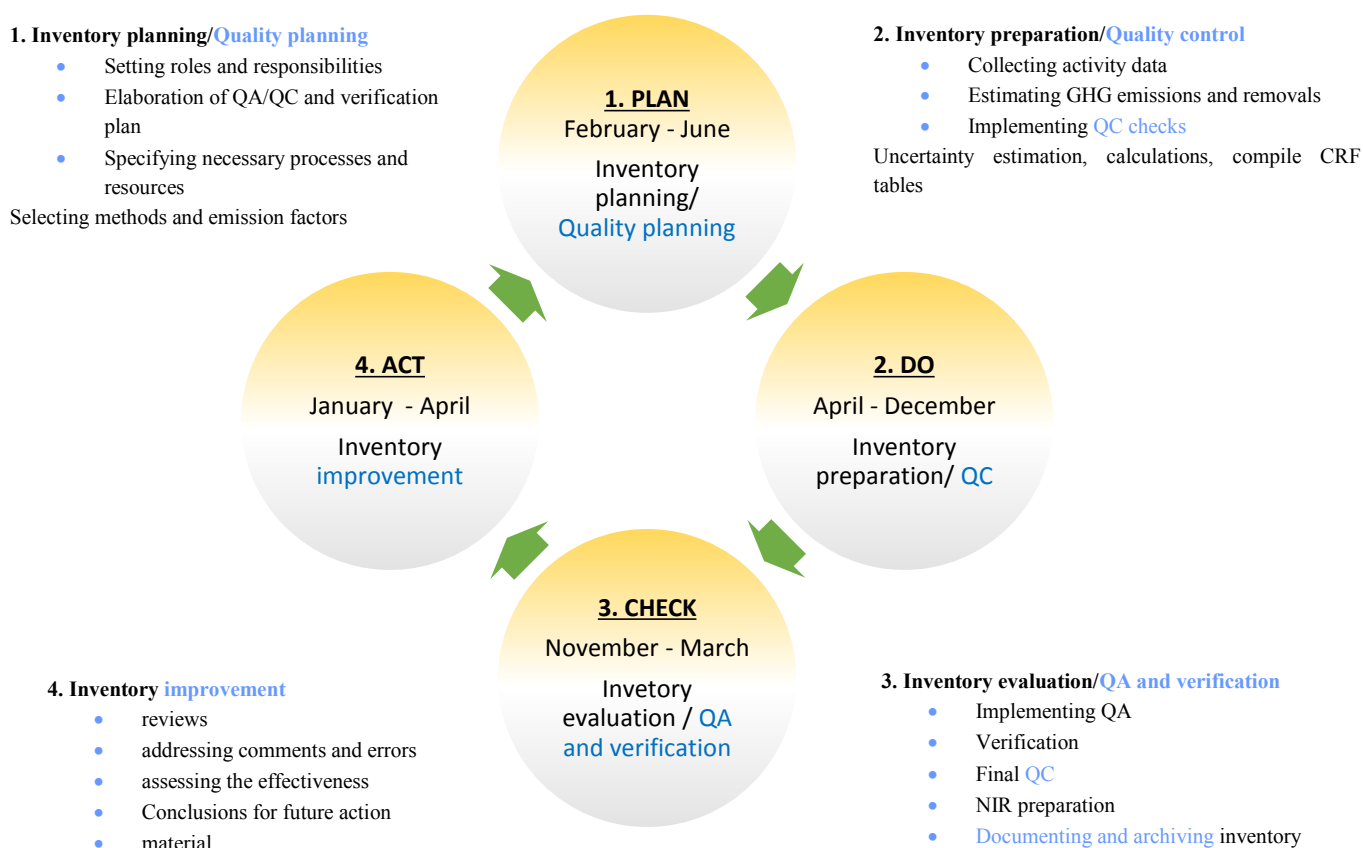 1. Inventory planning/Quality planning
• Setting roles and responsibilities
• Elaboration of QA/QC and verification
plan
• Specifying necessary processes and
resources
Selecting methods and emission factors
1. PLAN
February - June
Inventory
planning/
Quality planning
2. Inventory preparation/Quality control
• Collecting activity data
• Estimating GHG emissions and removals
• Implementing QC checks
Uncertainty estimation, calculations, compile CRF
tables
4. ACT
January - April
Inventory
improvement
2. DO
April - December
Inventory
preparation/ QC
3. CHECK
November - March
Invetory
evaluation / QA
and verification
4. Inventory improvement
• reviews
• addressing comments and errors
• assessing the effectiveness
• Conclusions for future action
• material
3. Inventory evaluation/QA and verification
• Implementing QA
• Verification
• Final QC
• NIR preparation
• Documenting and archiving inventory